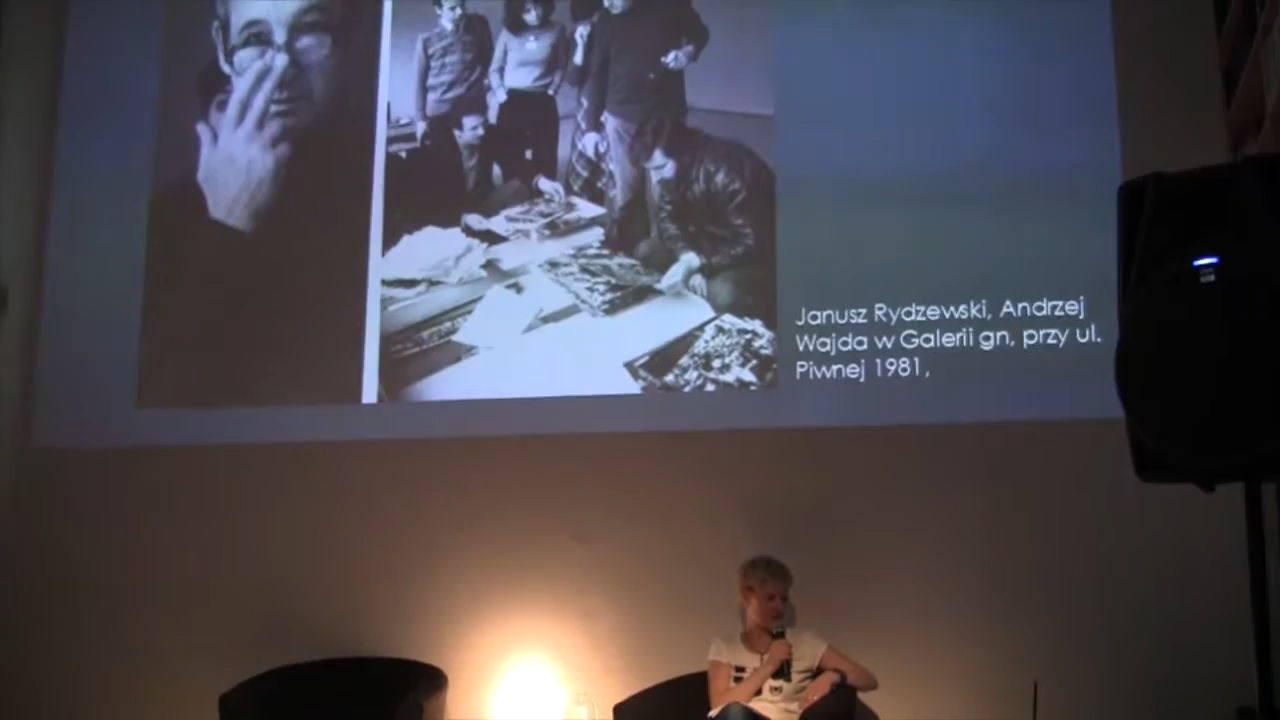 Janusz Rydzewski, Andrzej
Wajda w Galerii gn, przy ul.
Piwnej 1981,